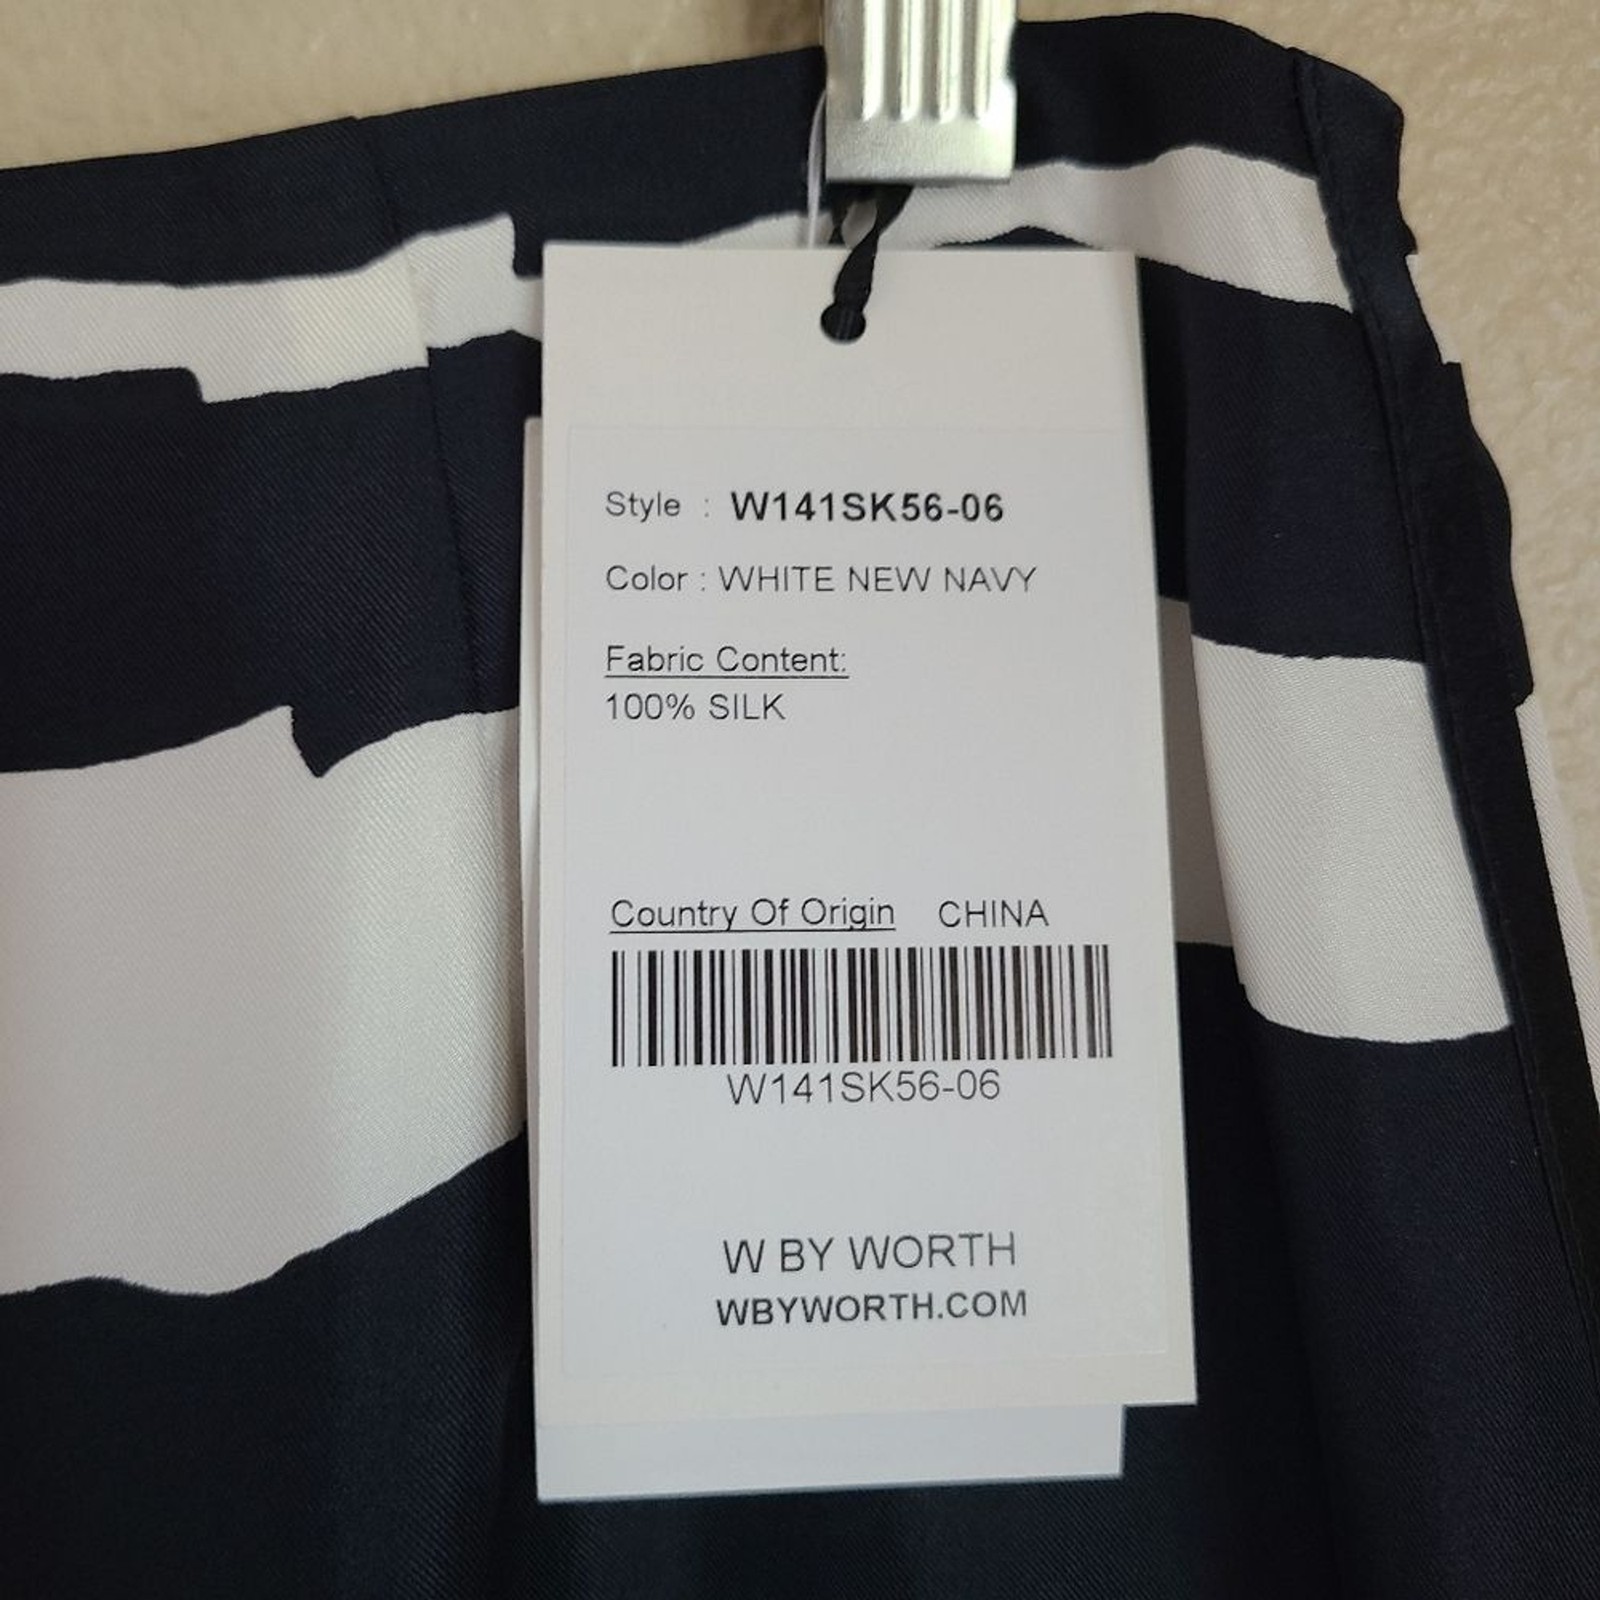 Style : W141SK56-06
Color : WHITE NEW NAVY
Fabric Content:
100% SILK
Country Of Origin CHINA
W141SK56-06
W BY WORTH
WBYWORTH.COM